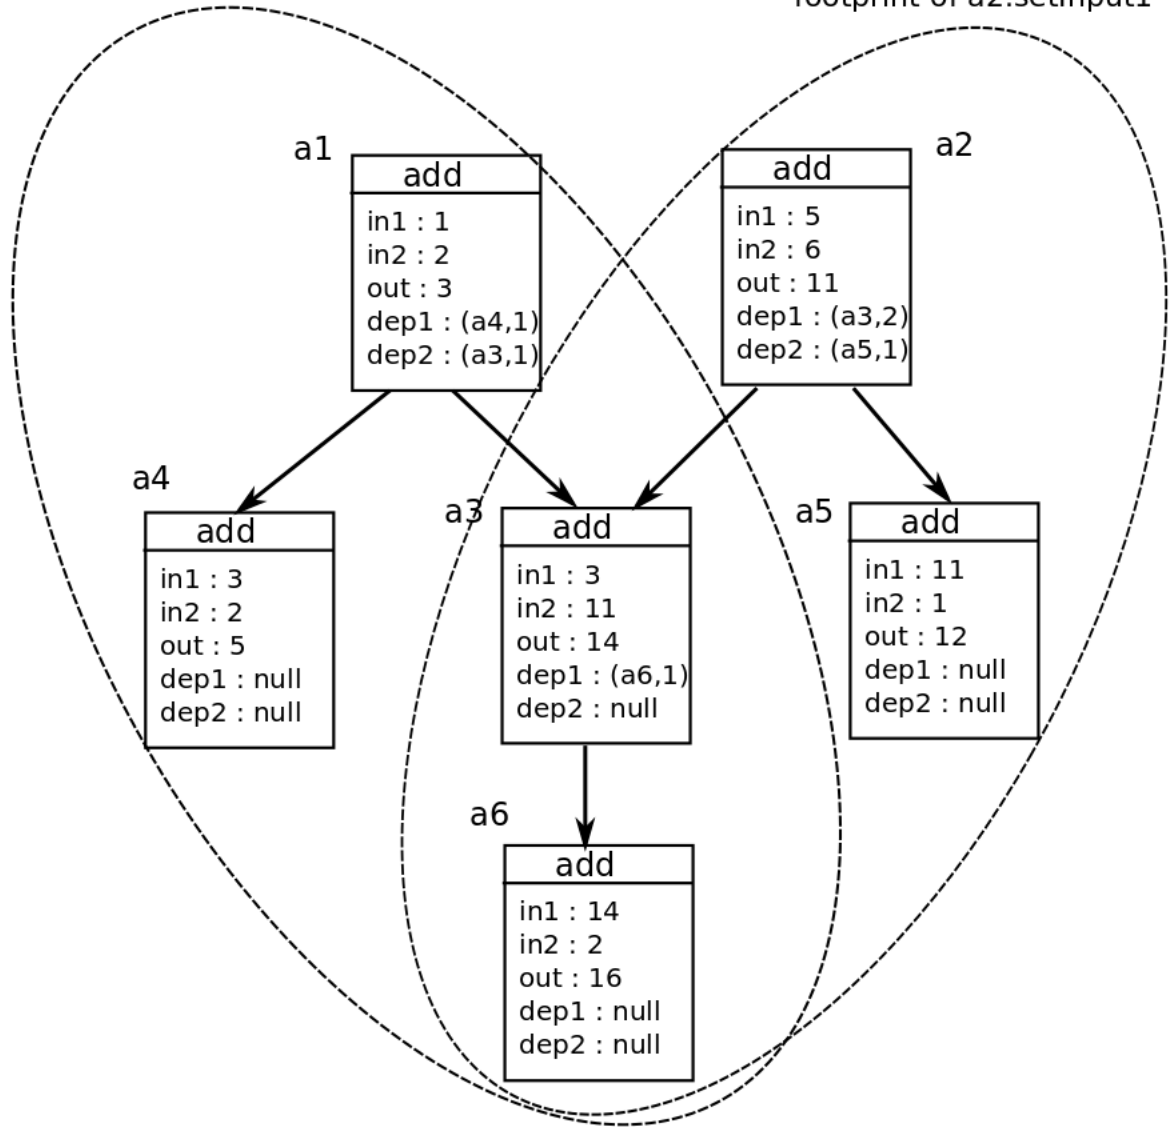 footprint of a2.setInput1
a1
add
in1 : 1
in2 : 2
out : 3
dep1 : (a4,1)
dep2 : (a3,1)
a2
add
in1 : 5
in2 : 6
out : 11
dep1 : (a3,2)
dep2 : (a5,1)
a4
add
in1 : 3
in2 : 2
out : 5
dep1 : null
dep2 : null
a3
add
in1 : 3
in2 : 11
out : 14
dep1 : (a6,1)
dep2 : null
a5
add
in1 : 11
in2 : 1
out : 12
dep1 : null
dep2 : null
a6
add
in1 : 14
in2 : 2
out : 16
dep1 : null
dep2 : null